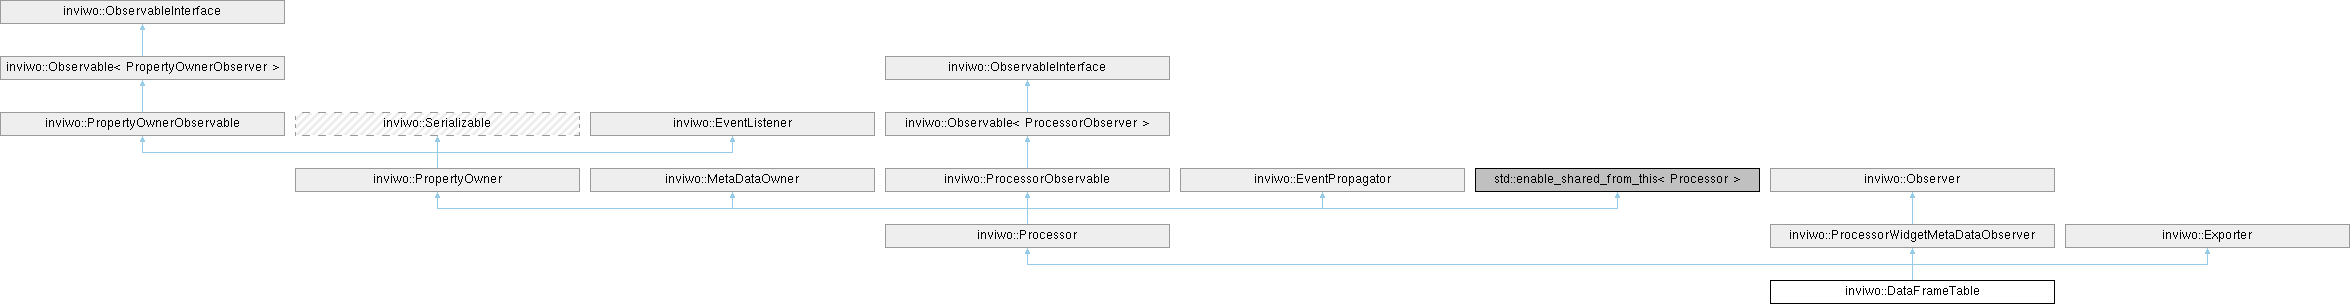 inviwo::ObservableInterface
inviwo::Observable< PropertyOwnerObserver >
inviwo::ObservableInterface
inviwo::PropertyOwnerObservable
inviwo::Serializable
inviwo::EventListener
inviwo::Observable< ProcessorObserver >
inviwo::PropertyOwner
inviwo::MetaDataOwner
inviwo::ProcessorObservable
inviwo::EventPropagator
std::enable_shared_from_this< Processor >
inviwo::Observer
inviwo::Processor
inviwo::ProcessorWidgetMetaDataObserver
inviwo::Exporter
inviwo::DataFrameTable